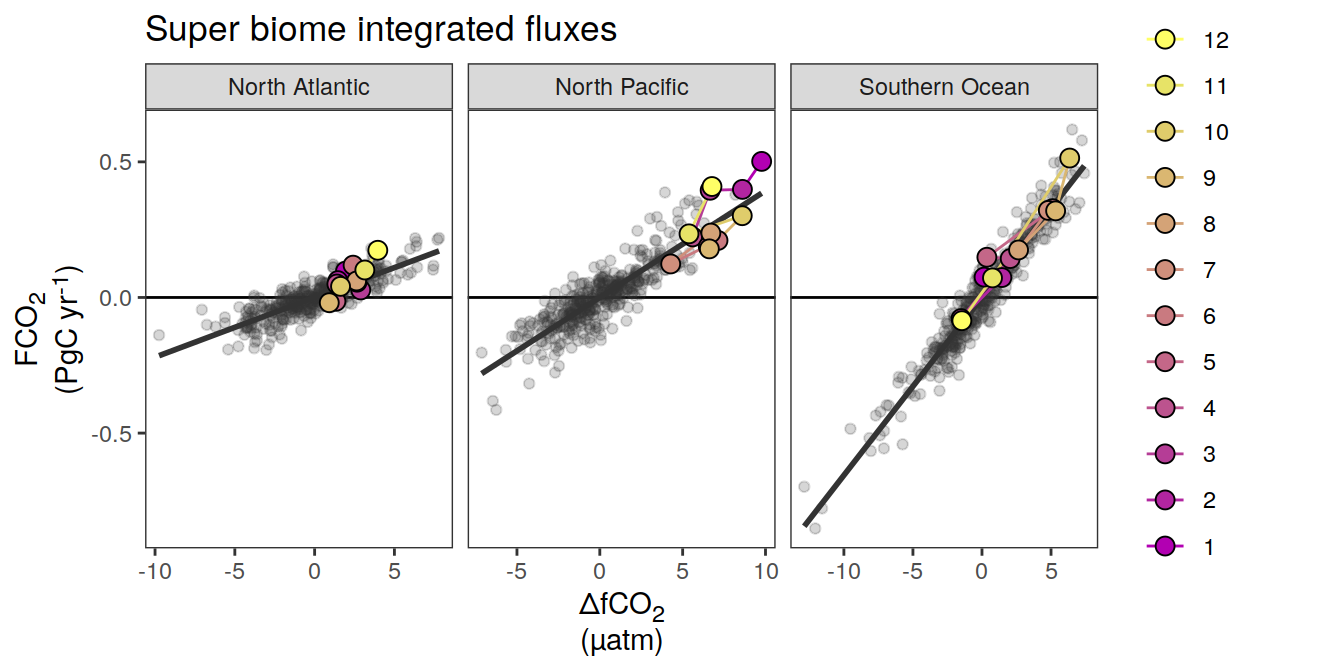 Super biome integrated fluxes
North Atlantic
North Pacific
Southern Ocean
FCO2
(PgC yr-1)
0.5
0.0
-0.5
-10 -5 0 5
-5 0 5 10
-10 -5 0 5
ΔfCO2
(µatm)
12
11
10
9
8
7
6
5
4
3
2
1